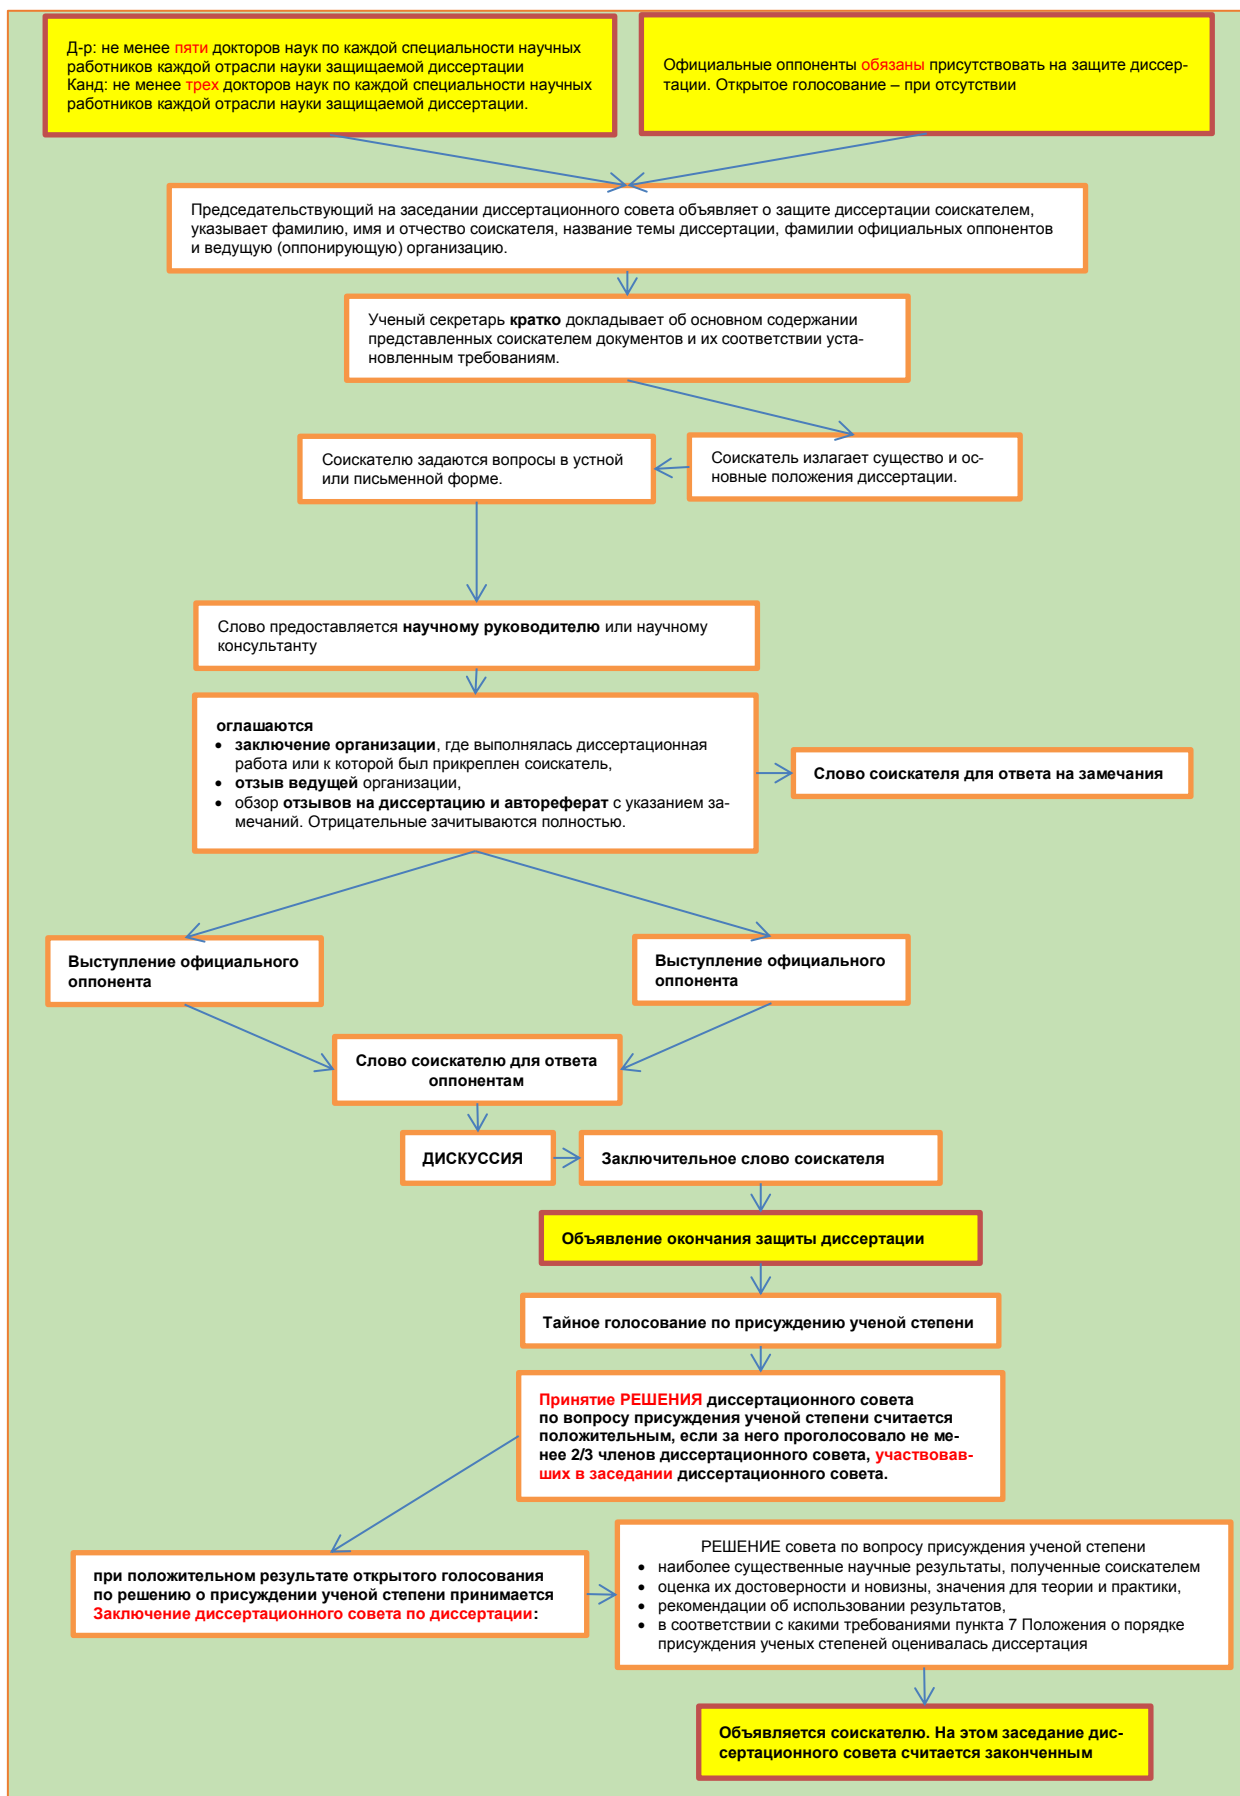 Д-р: не менее пяти докторов наук по каждой специальности научных
работников каждой отрасли науки защищаемой диссертации
Канд: не менее трех докторов наук по каждой специальности научных
работников каждой отрасли науки защищаемой диссертации.
Официальные оппоненты обязаны присутствовать на защите диссер-
тации. Открытое голосование – при отсутствии
Председательствующий на заседании диссертационного совета объявляет о защите диссертации соискателем,
указывает фамилию, имя и отчество соискателя, название темы диссертации, фамилии официальных оппонентов
и ведущую (оппонирующую) организацию.
Ученый секретарь кратко докладывает об основном содержании
представленных соискателем документов и их соответствии уста-
новленным требованиям.
Соискатель излагает существо и ос-
новные положения диссертации.
Соискателю задаются вопросы в устной
или письменной форме.
Слово предоставляется научному руководителю или научному
консультанту
оглашаются
• заключение организации, где выполнялась диссертационная
работа или к которой был прикреплен соискатель,
• отзыв ведущей организации,
• обзор отзывов на диссертацию и автореферат с указанием за-
мечаний. Отрицательные зачитываются полностью.
Слово соискателя для ответа на замечания
Выступление официального
оппонента
Выступление официального
оппонента
Слово соискателю для ответа
оппонентам
ДИСКУССИЯ
Заключительное слово соискателя
Объявление окончания защиты диссертации
Тайное голосование по присуждению ученой степени
Принятие РЕШЕНИЯ диссертационного совета
по вопросу присуждения ученой степени считается
положительным, если за него проголосовало не ме-
нее 2/3 членов диссертационного совета, участвовав-
ших в заседании диссертационного совета.
при положительном результате открытого голосования
по решению о присуждении ученой степени принимается
Заключение диссертационного совета по диссертации:
РЕШЕНИЕ совета по вопросу присуждения ученой степени
• наиболее существенные научные результаты, полученные соискателем
• оценка их достоверности и новизны, значения для теории и практики,
• рекомендации об использовании результатов,
• в соответствии с какими требованиями пункта 7 Положения о порядке
присуждения ученых степеней оценивалась диссертация
Объявляется соискателю. На этом заседание дис-
сертационного совета считается законченным